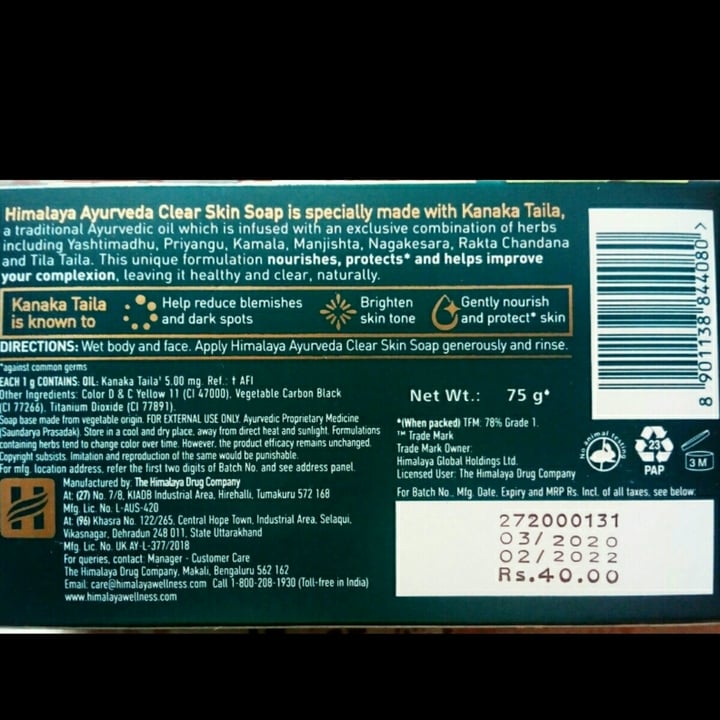 Himalaya Ayurveda Clear Skin Soap is specially made with Kanaka Taila,
a traditional Ayurvedic oil which is infused with an exclusive combination of herbs
including Yashtimadhu, Priyangu, Kamala, Manjishta, Nagakesara, Rakta Chandana
and Tila Taila. This unique formulation nourishes, protects* and helps improve
your complexion, leaving it healthy and clear, naturally.
Kanaka Taila
is known to
Help reduce blemishes
and dark spots
Brighten
skin tone
Gently nourish
and protect* skin
DIRECTIONS: Wet body and face. Apply Himalaya Ayurveda Clear Skin Soap generously and rinse.
*against common germs
EACH 1 g CONTAINS: OIL: Kanaka Taila† 5.00 mg. Ref.: † AFI
Other Ingredients: Color D & C Yellow 11 (CI 47000), Vegetable Carbon Black
(CI 77266), Titanium Dioxide (CI 77891).
Soap base made from vegetable origin. FOR EXTERNAL USE ONLY. Ayurvedic Proprietary Medicine
(Saundarya Prasadak). Store in a cool and dry place, away from direct heat and sunlight. Formulations
containing herbs tend to change color over time. However, the product efficacy remains unchanged.
Copyright subsists. Imitation and reproduction of the same would be punishable.
For mfg. location address, refer the first two digits of Batch No. and see address panel.
Manufactured by: The Himalaya Drug Company
At: (27) No. 7/8, KIADB Industrial Area, Hirehalli, Tumakuru 572 168
Mfg. Lic. No. L-AUS-420
At: (96) Khasra No. 122/265, Central Hope Town, Industrial Area, Selaqui,
Vikasnagar, Dehradun 248 011, State Uttarakhand
Mfg. Lic. No. UK AY-L-377/2018
For queries, contact: Manager - Customer Care
The Himalaya Drug Company, Makali, Bengaluru 562 162
Email: care@himalayawellness.com Call 1-800-208-1930 (Toll-free in India)
www.himalayawellness.com
Net Wt.: 75 g*
*(When packed) TFM: 78% Grade 1.
™ Trade Mark
Trade Mark Owner:
Himalaya Global Holdings Ltd.
Licensed User: The Himalaya Drug Company
For Batch No., Mfg. Date, Expiry and MRP Rs. Incl. of all taxes, see below:
272000131
03/2020
02/2022
Rs.40.00
8 901138 844080 >
No animal testing
23
PAP
3 M